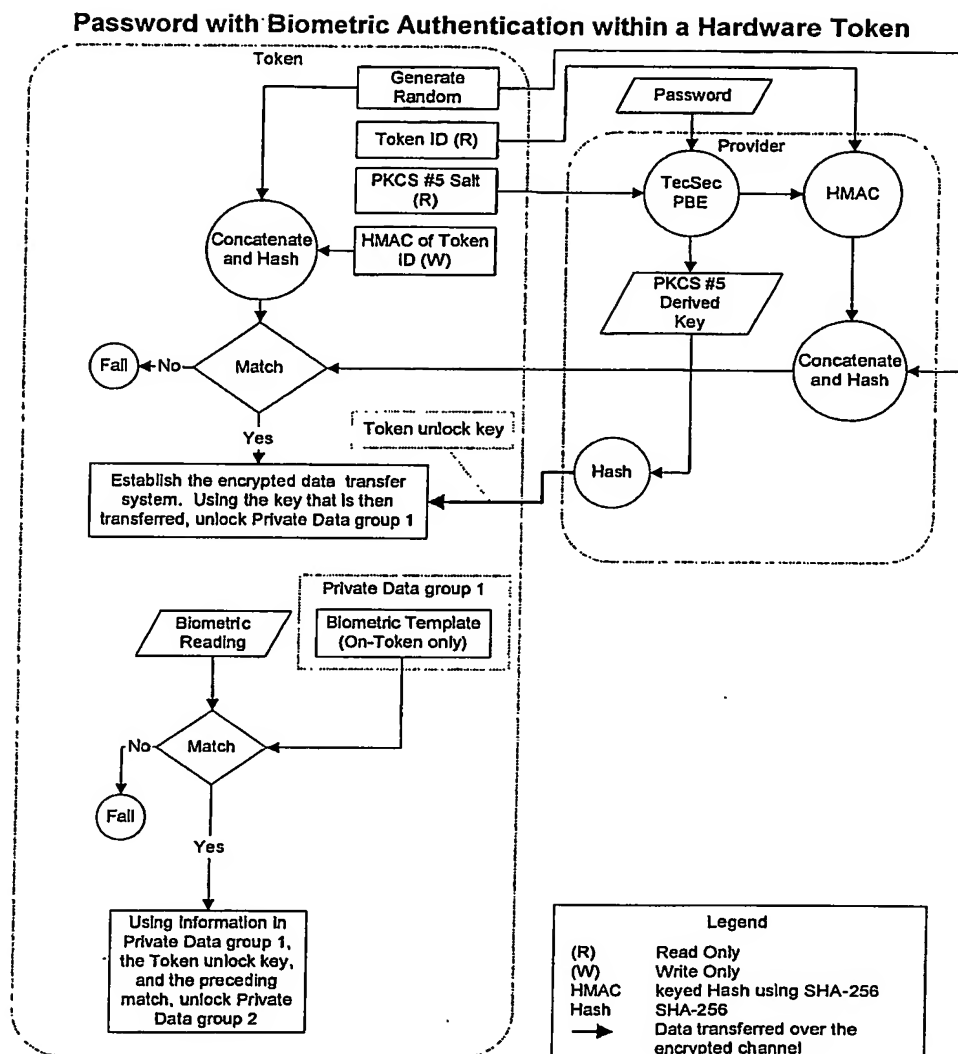 Password with Biometric Authentication within a Hardware Token
Token
Generate
Random
Password
Token ID (R)
Provider
PKCS #5 Salt
(R)
TecSec
PBE
HMAC
Concatenate
and Hash
HMAC of Token
ID (W)
PKCS #5
Derived
Key
Fail
No
Match
Concatenate
and Hash
Yes
Token unlock key
Hash
Establish the encrypted data transfer
system. Using the key that is then
transferred, unlock Private Data group 1
Private Data group 1
Biometric
Reading
Biometric Template
(On-Token only)
No
Match
Fail
Yes
Using Information in
Private Data group 1,
the Token unlock key,
and the preceding
match, unlock Private
Data group 2
Legend
(R) Read Only
(W) Write Only
HMAC keyed Hash using SHA-256
Hash SHA-256
Data transferred over the
encrypted channel